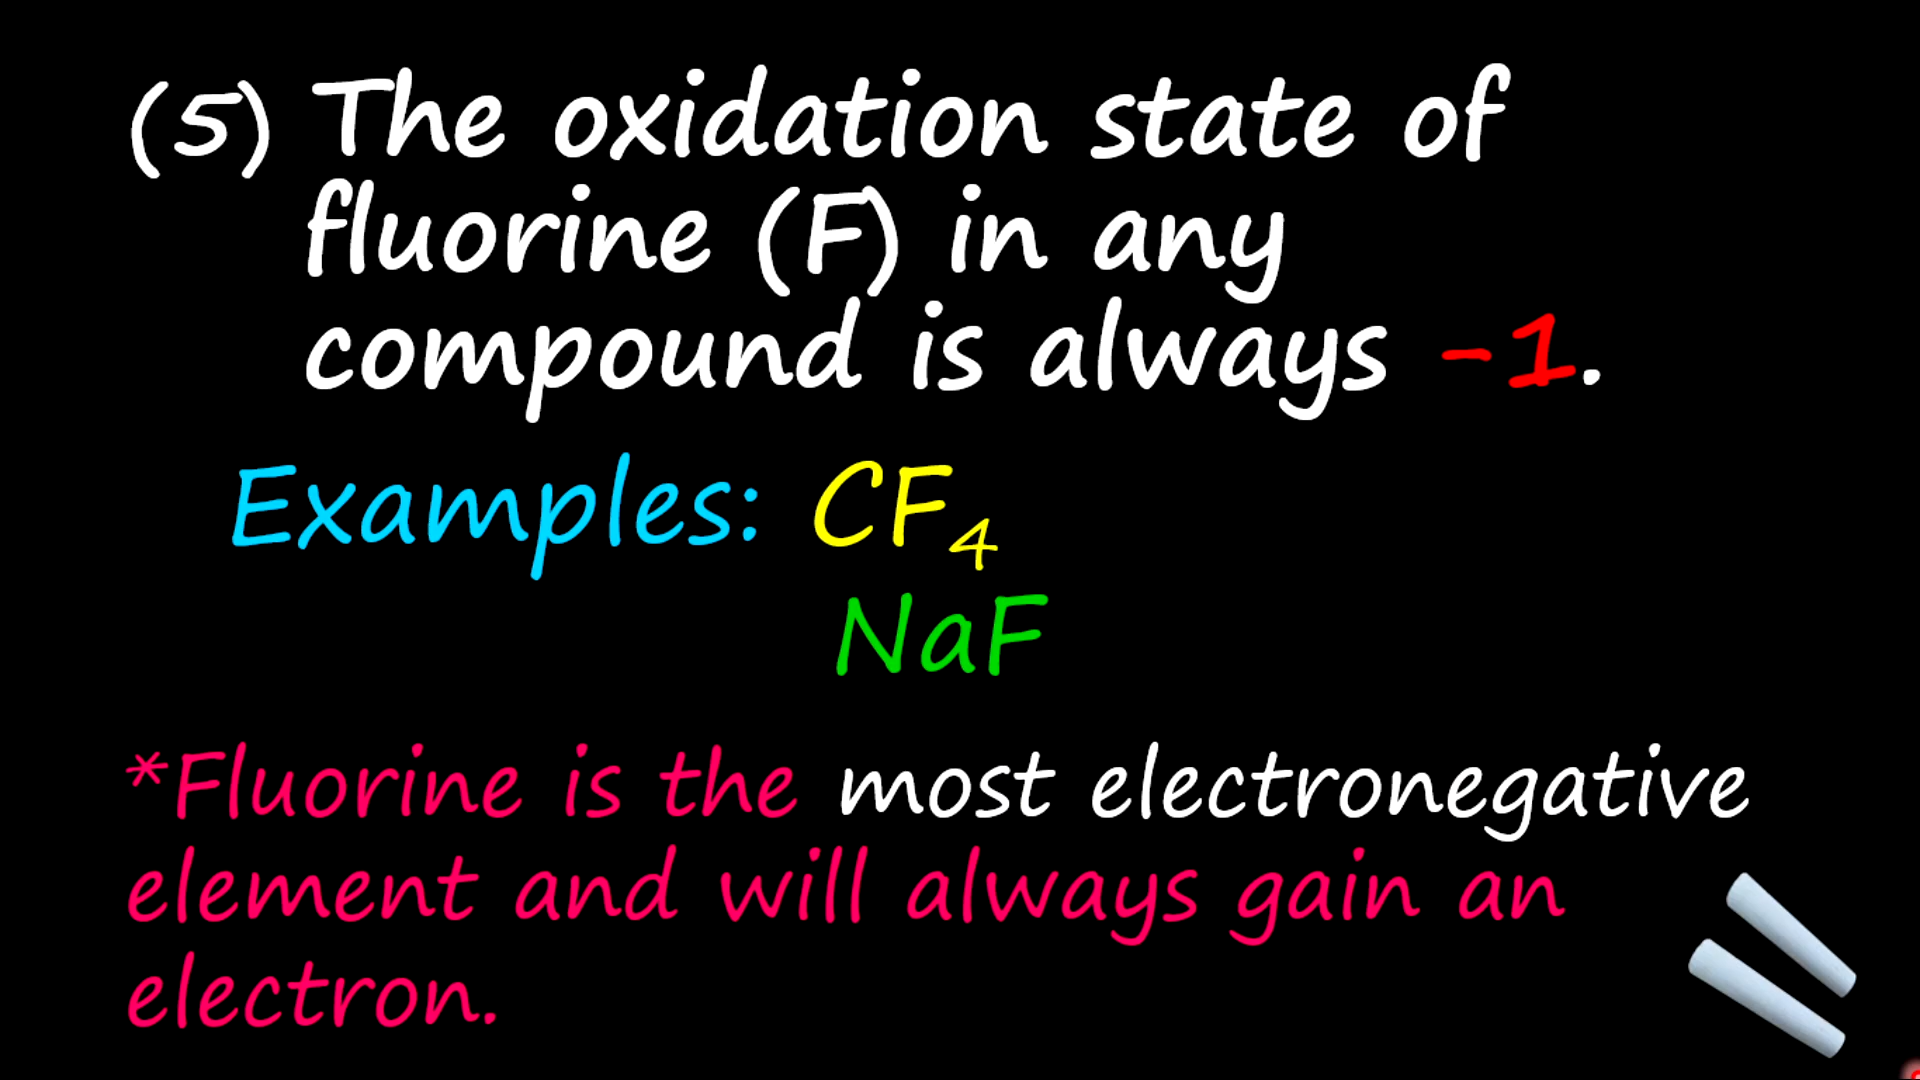 (5) The oxidation state of
fluorine (F) in any
compound is always -1.
Examples: CF₄
NaF
*Fluorine is the most electronegative
element and will always gain an
electron.